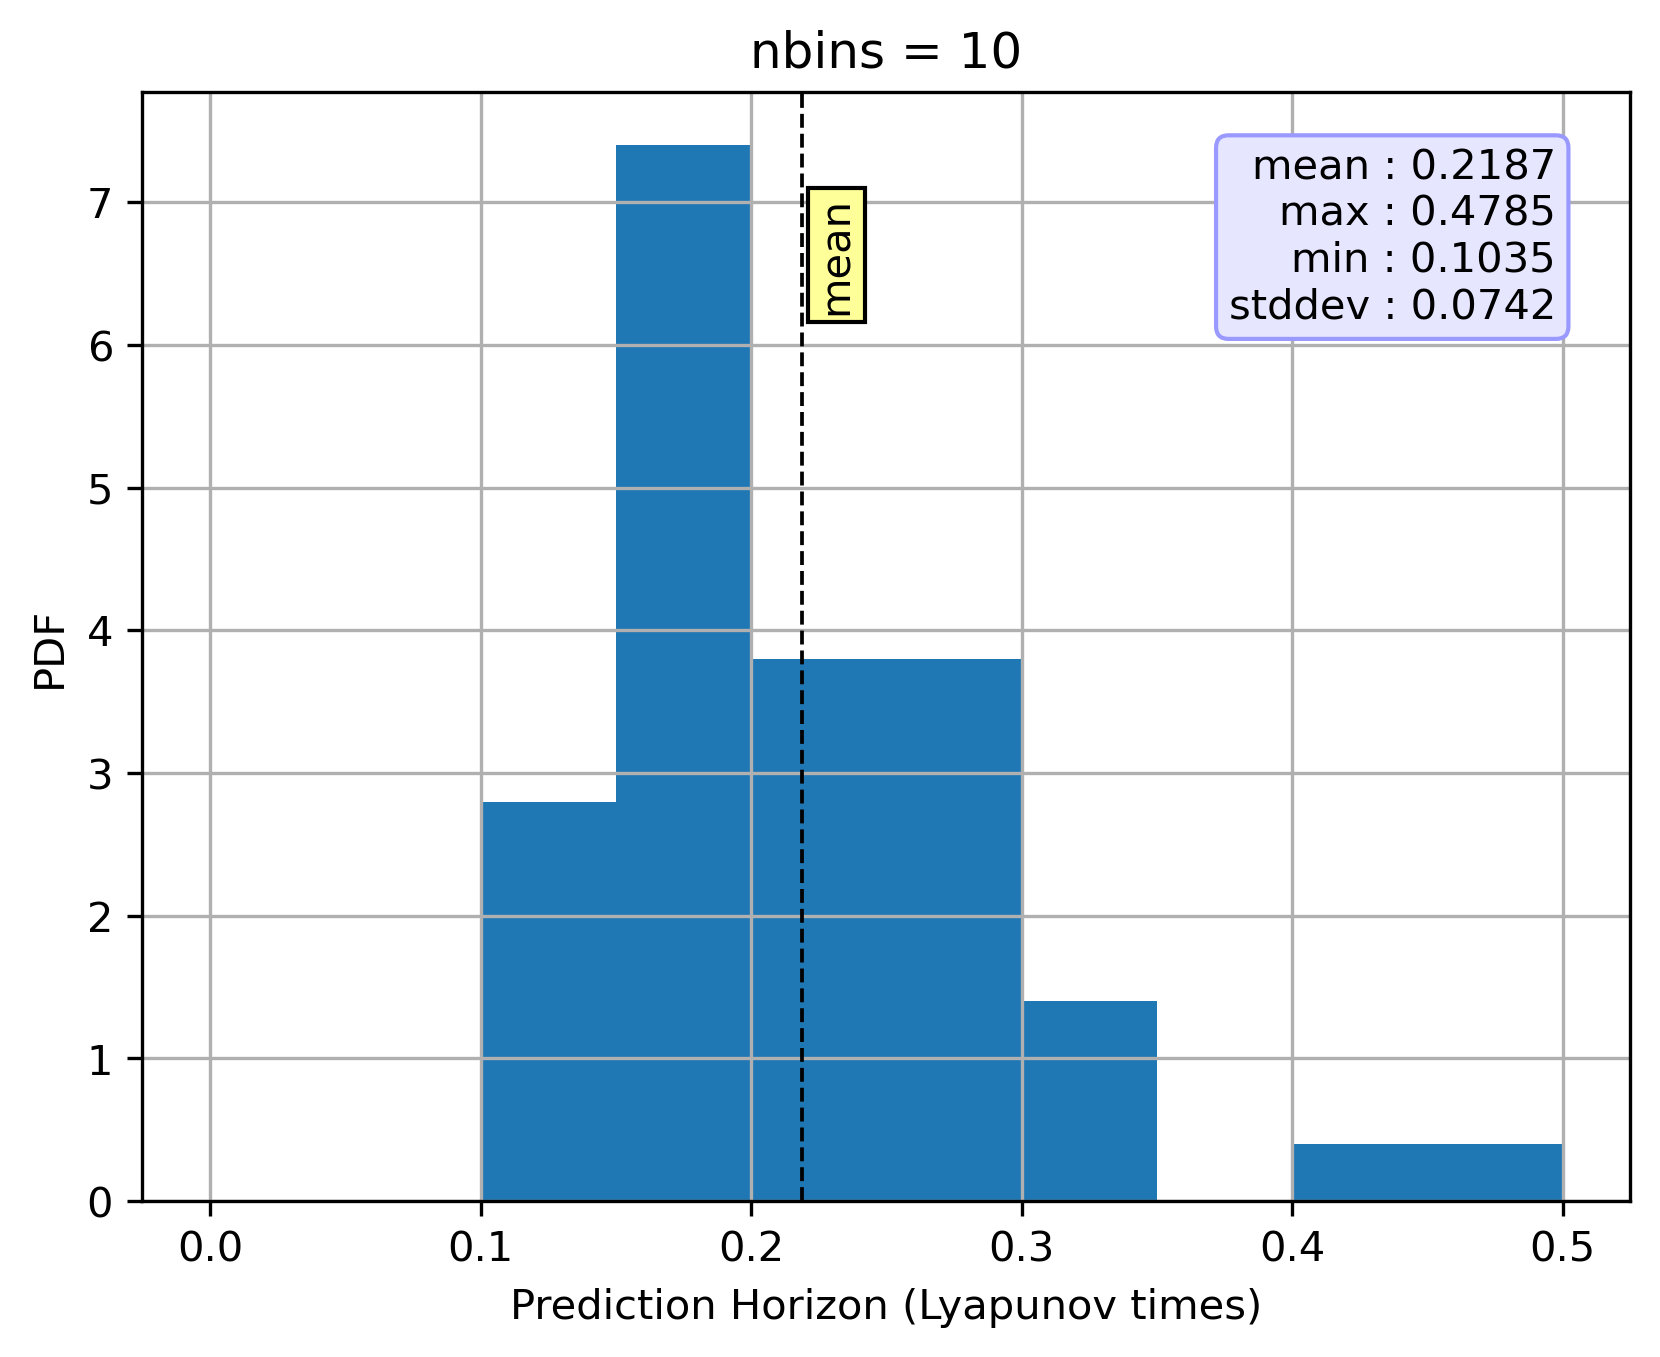 nbins = 10
mean : 0.2187
max : 0.4785
min : 0.1035
stddev : 0.0742
mean
7
6
5
4
3
2
1
0
PDF
0.0 0.1 0.2 0.3 0.4 0.5
Prediction Horizon (Lyapunov times)